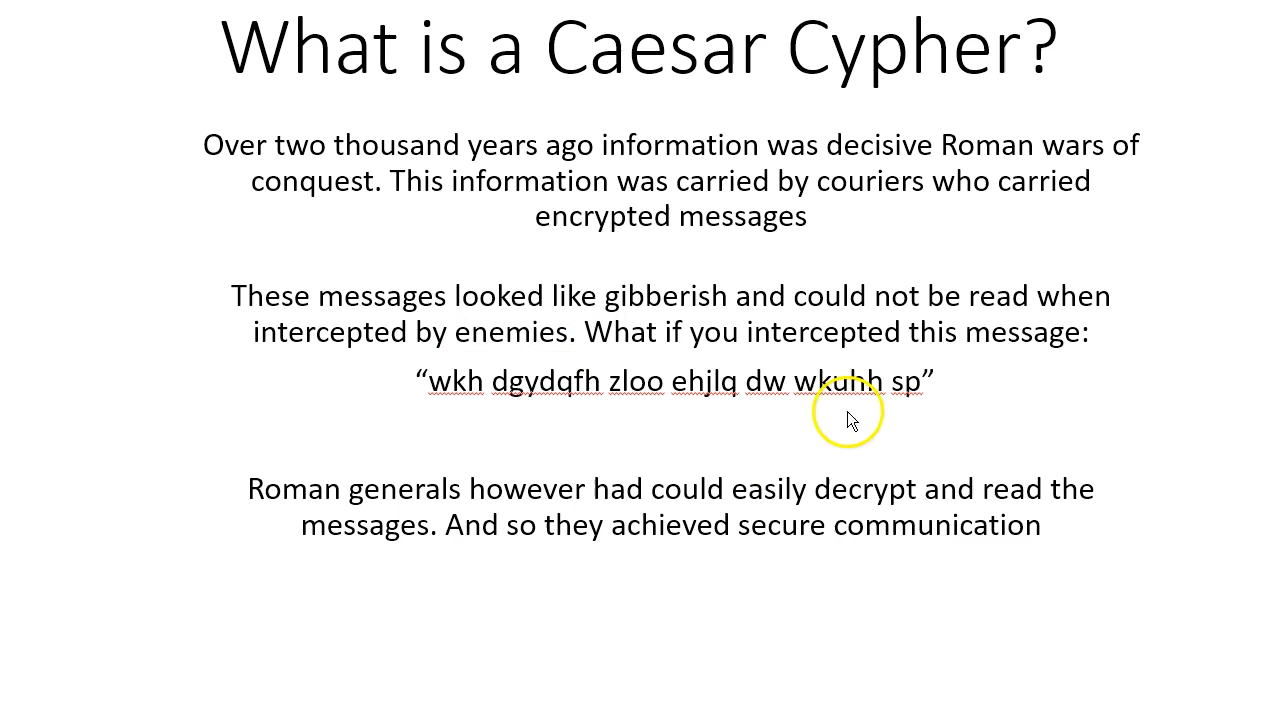 What is a Caesar Cypher?
Over two thousand years ago information was decisive Roman wars of
conquest. This information was carried by couriers who carried
encrypted messages
These messages looked like gibberish and could not be read when
intercepted by enemies. What if you intercepted this message:
“wkh dgydqfh zloo ehjlq dw wkuhh sp”
Roman generals however had could easily decrypt and read the
messages. And so they achieved secure communication